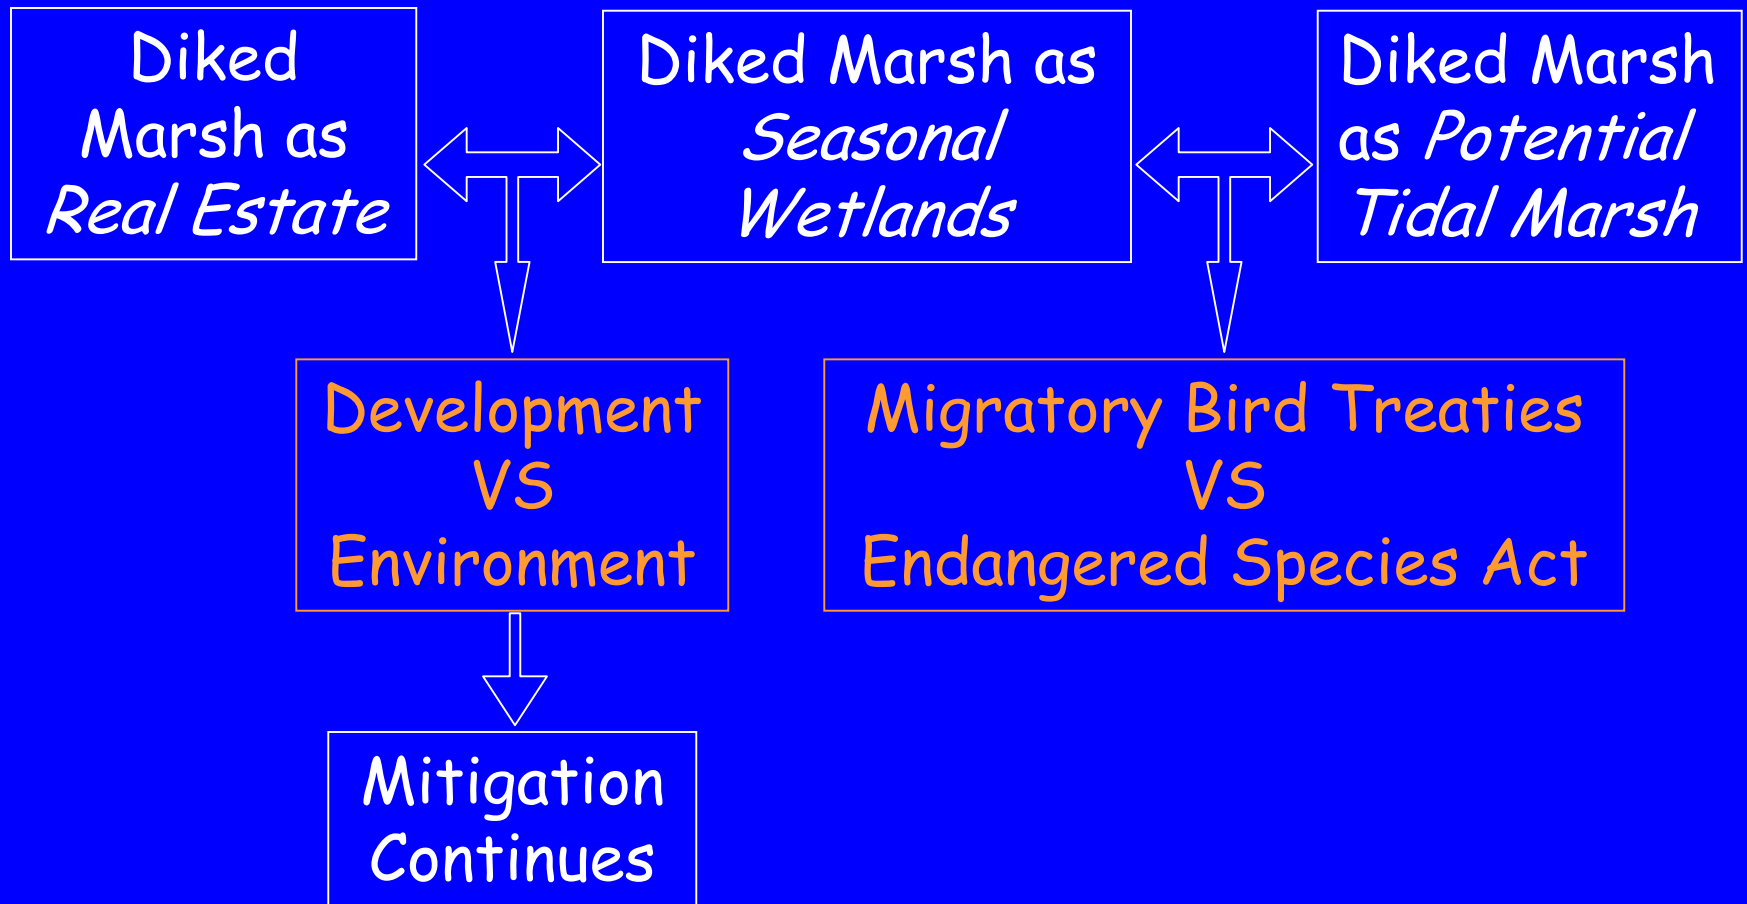 Diked
Marsh as
Real Estate
Diked Marsh as
Seasonal
Wetlands
Diked Marsh
as Potential
Tidal Marsh
Development
VS
Environment
Migratory Bird Treaties
VS
Endangered Species Act
Mitigation
Continues